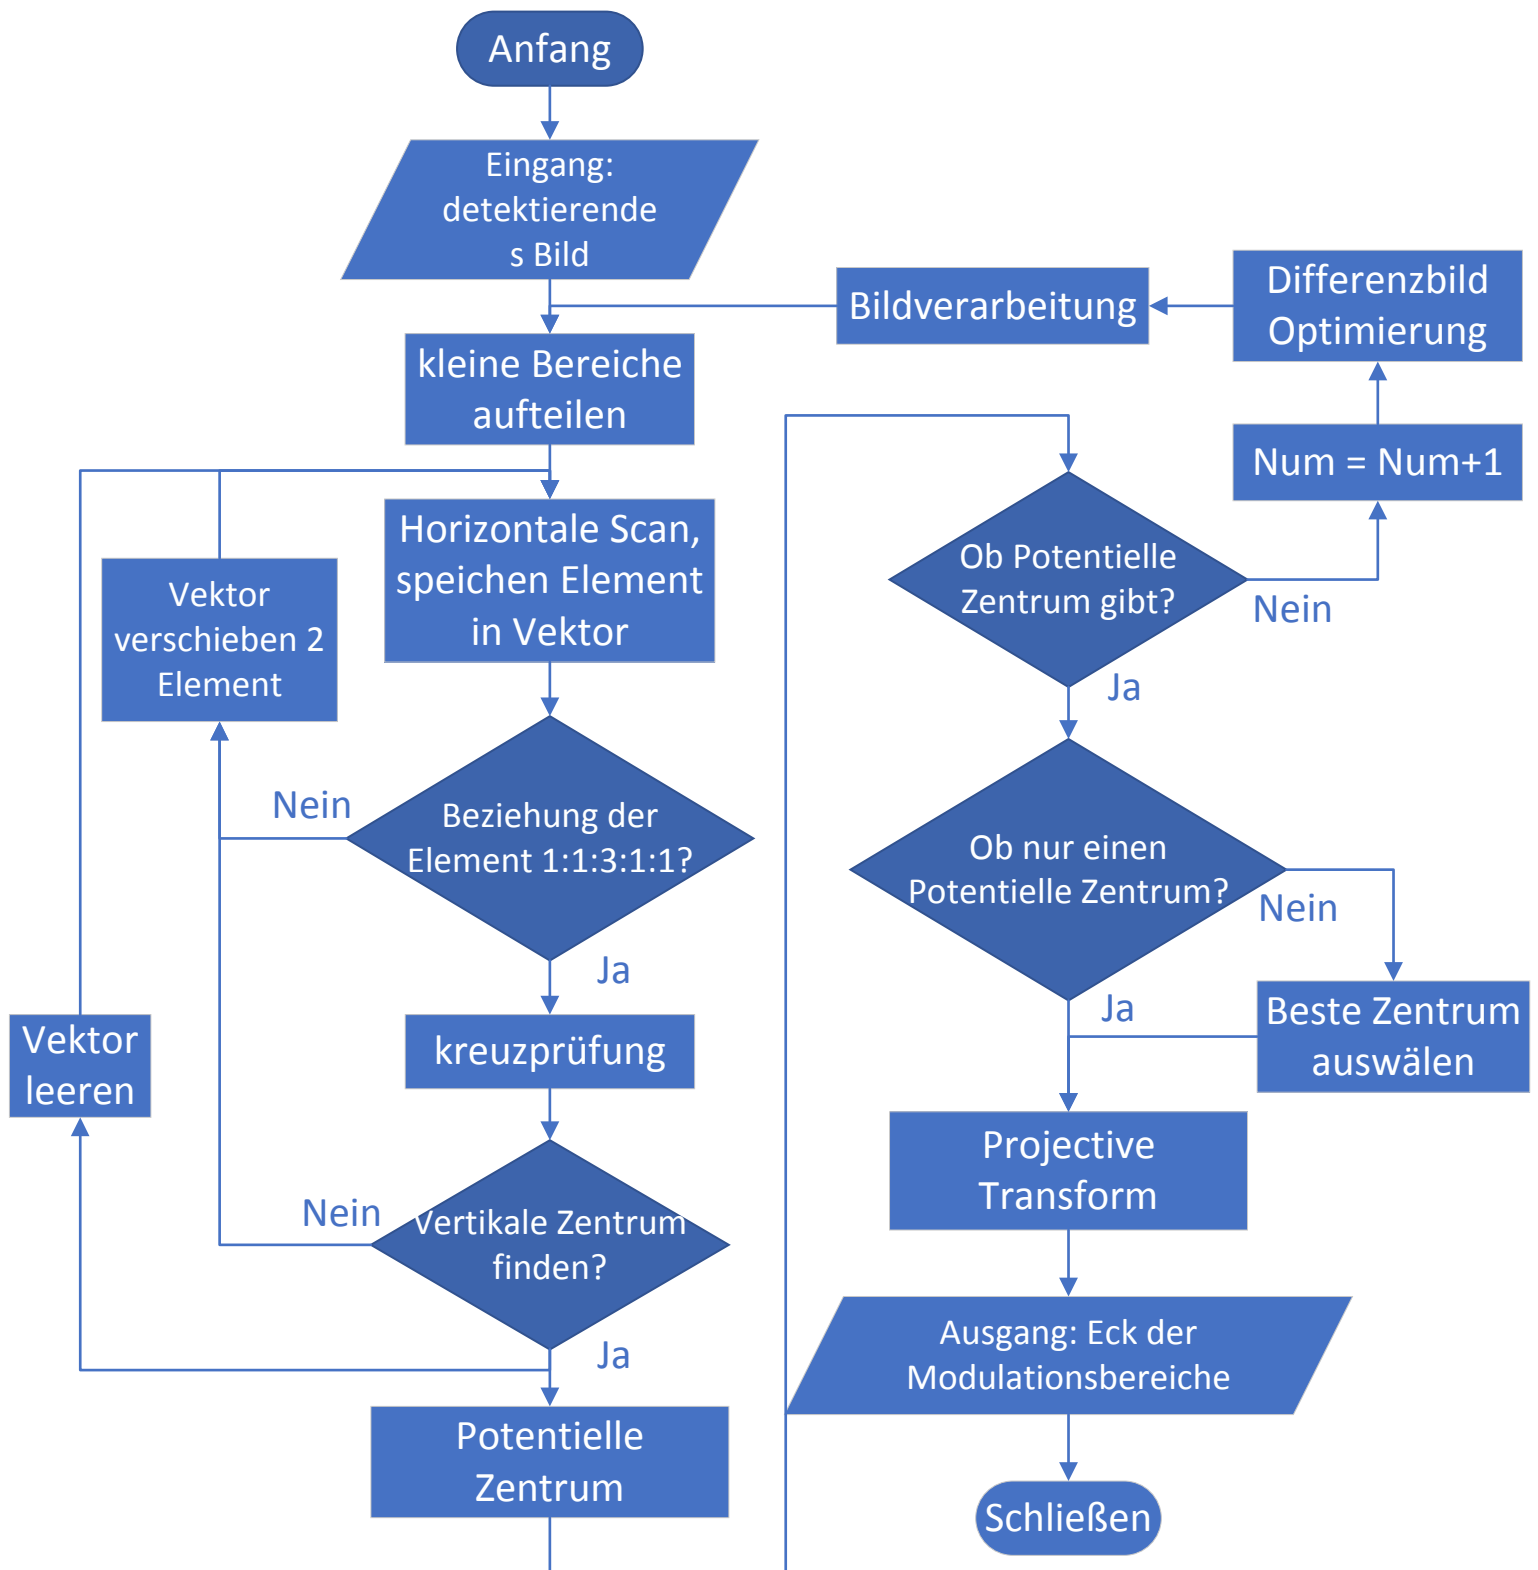 Anfang
Eingang:
detektierende
s Bild
kleine Bereiche
aufteilen
Horizontale Scan,
speichen Element
in Vektor
Vektor
verschieben 2
Element
Nein
Beziehung der
Element 1:1:3:1:1?
Ja
Vektor
leeren
kreuzprüfung
Nein
Vertikale Zentrum
finden?
Ja
Potentielle
Zentrum
Bildverarbeitung
Differenzbild
Optimierung
Num = Num+1
Ob Potentielle
Zentrum gibt?
Nein
Ja
Ob nur einen
Potentielle Zentrum?
Nein
Ja
Beste Zentrum
auswälen
Projective
Transform
Ausgang: Eck der
Modulationsbereiche
Schließen